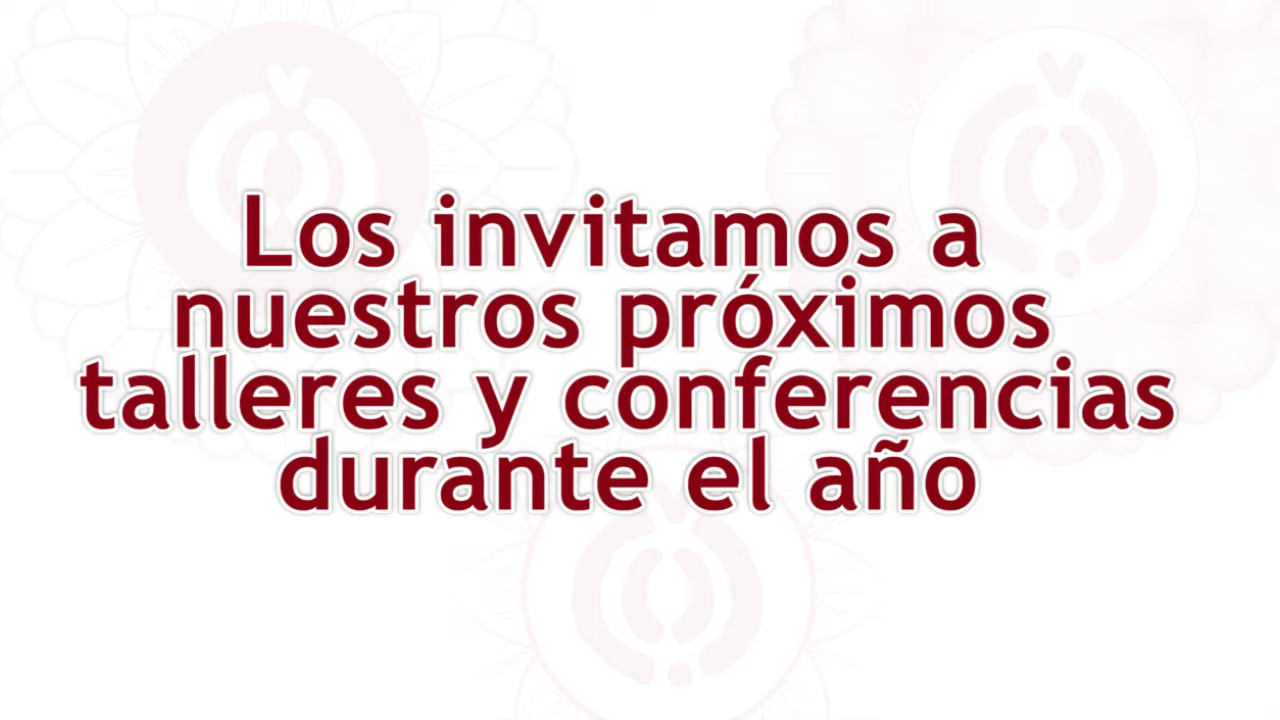 Los invitamos a
nuestros próximos
talleres y conferencias
durante el año